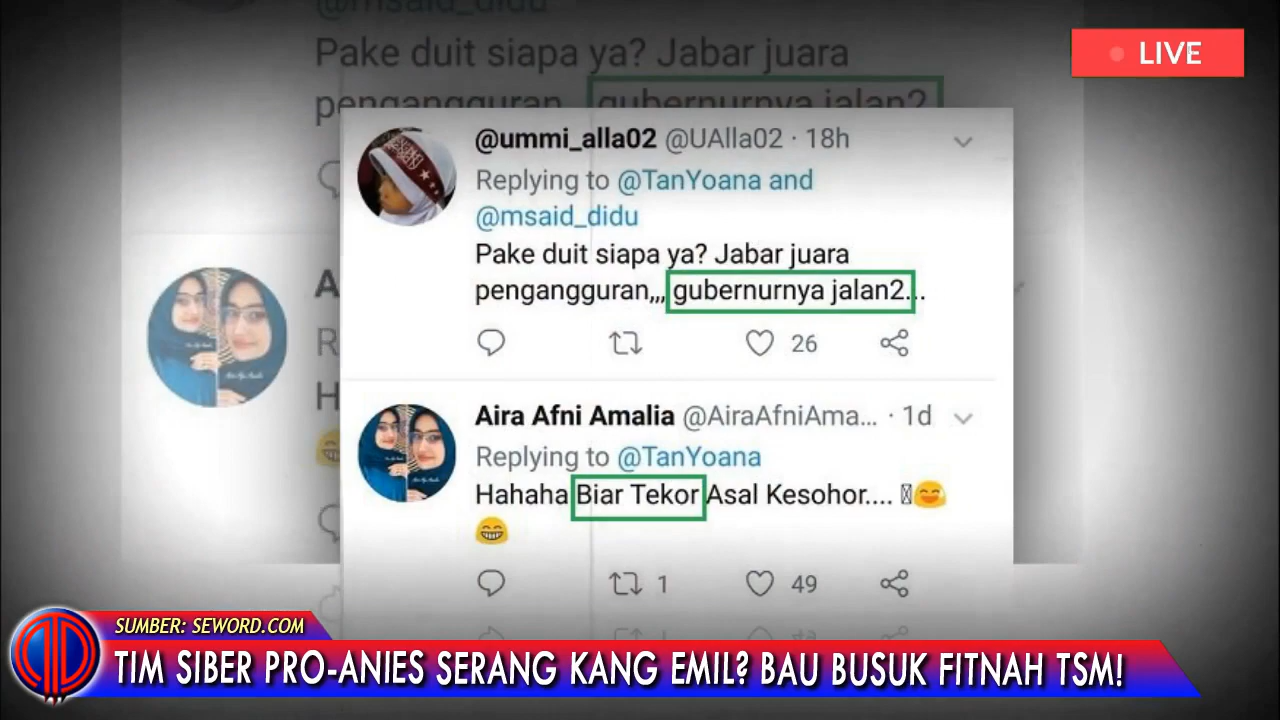 @msaid_didu
Pake duit siapa ya? Jabar juara
pengangguran gubernurnya jalan2
LIVE
@ummi_alla02 @UAlla02 · 18h
Replying to @TanYoana and
@msaid_didu
Pake duit siapa ya? Jabar juara
pengangguran,,, gubernurnya jalan2...
26
A
R
H
Aira Afni Amalia @AiraAfniAma... · 1d
Replying to @TanYoana
Hahaha Biar Tekor Asal Kesohor....
1 49
SUMBER: SEWORD.COM
TIM SIBER PRO-ANIES SERANG KANG EMIL? BAU BUSUK FITNAH TSM!